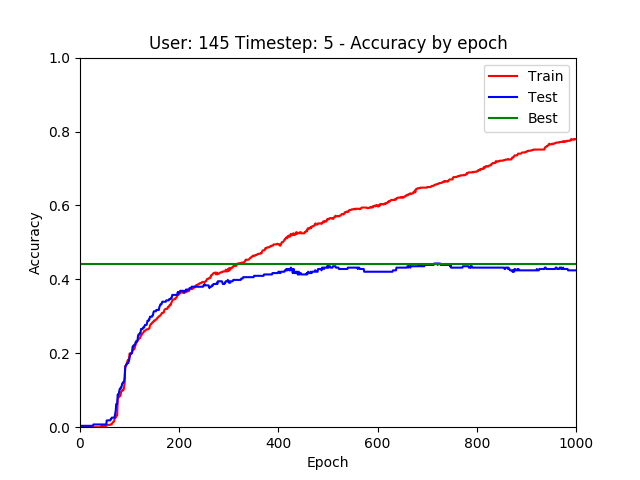 User: 145 Timestep: 5 - Accuracy by epoch
1.0
0.8
0.6
0.4
0.2
0.0
Accuracy
Train
Test
Best
0 200 400 600 800 1000
Epoch